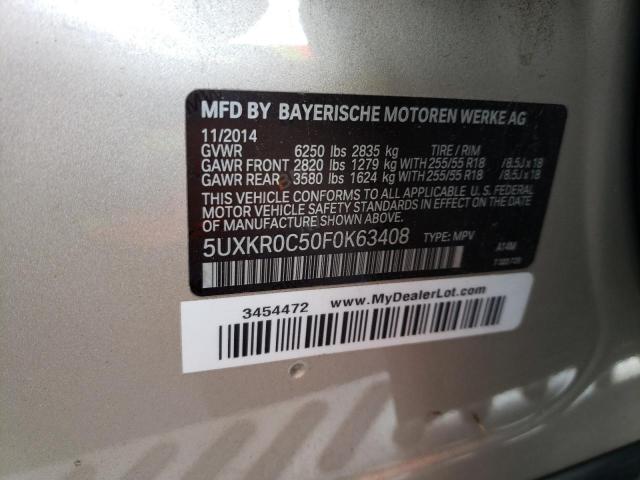 MFD BY BAYERISCHE MOTOREN WERKE AG
11/2014
GVWR 6250 lbs 2835 kg TIRE / RIM
GAWR FRONT 2820 lbs 1279 kg WITH 255/55 R18 /8.5J x 18
GAWR REAR 3580 lbs 1624 kg WITH 255/55 R18 /8.5J x 18
THIS VEHICLE CONFORMS TO ALL APPLICABLE U. S. FEDERAL
MOTOR VEHICLE SAFETY STANDARDS IN EFFECT ON THE DATE
OF MANUFACTURE SHOWN ABOVE.
5UXKR0C50F0K63408 TYPE: MPV A14M
3454472 www.MyDealerLot.com